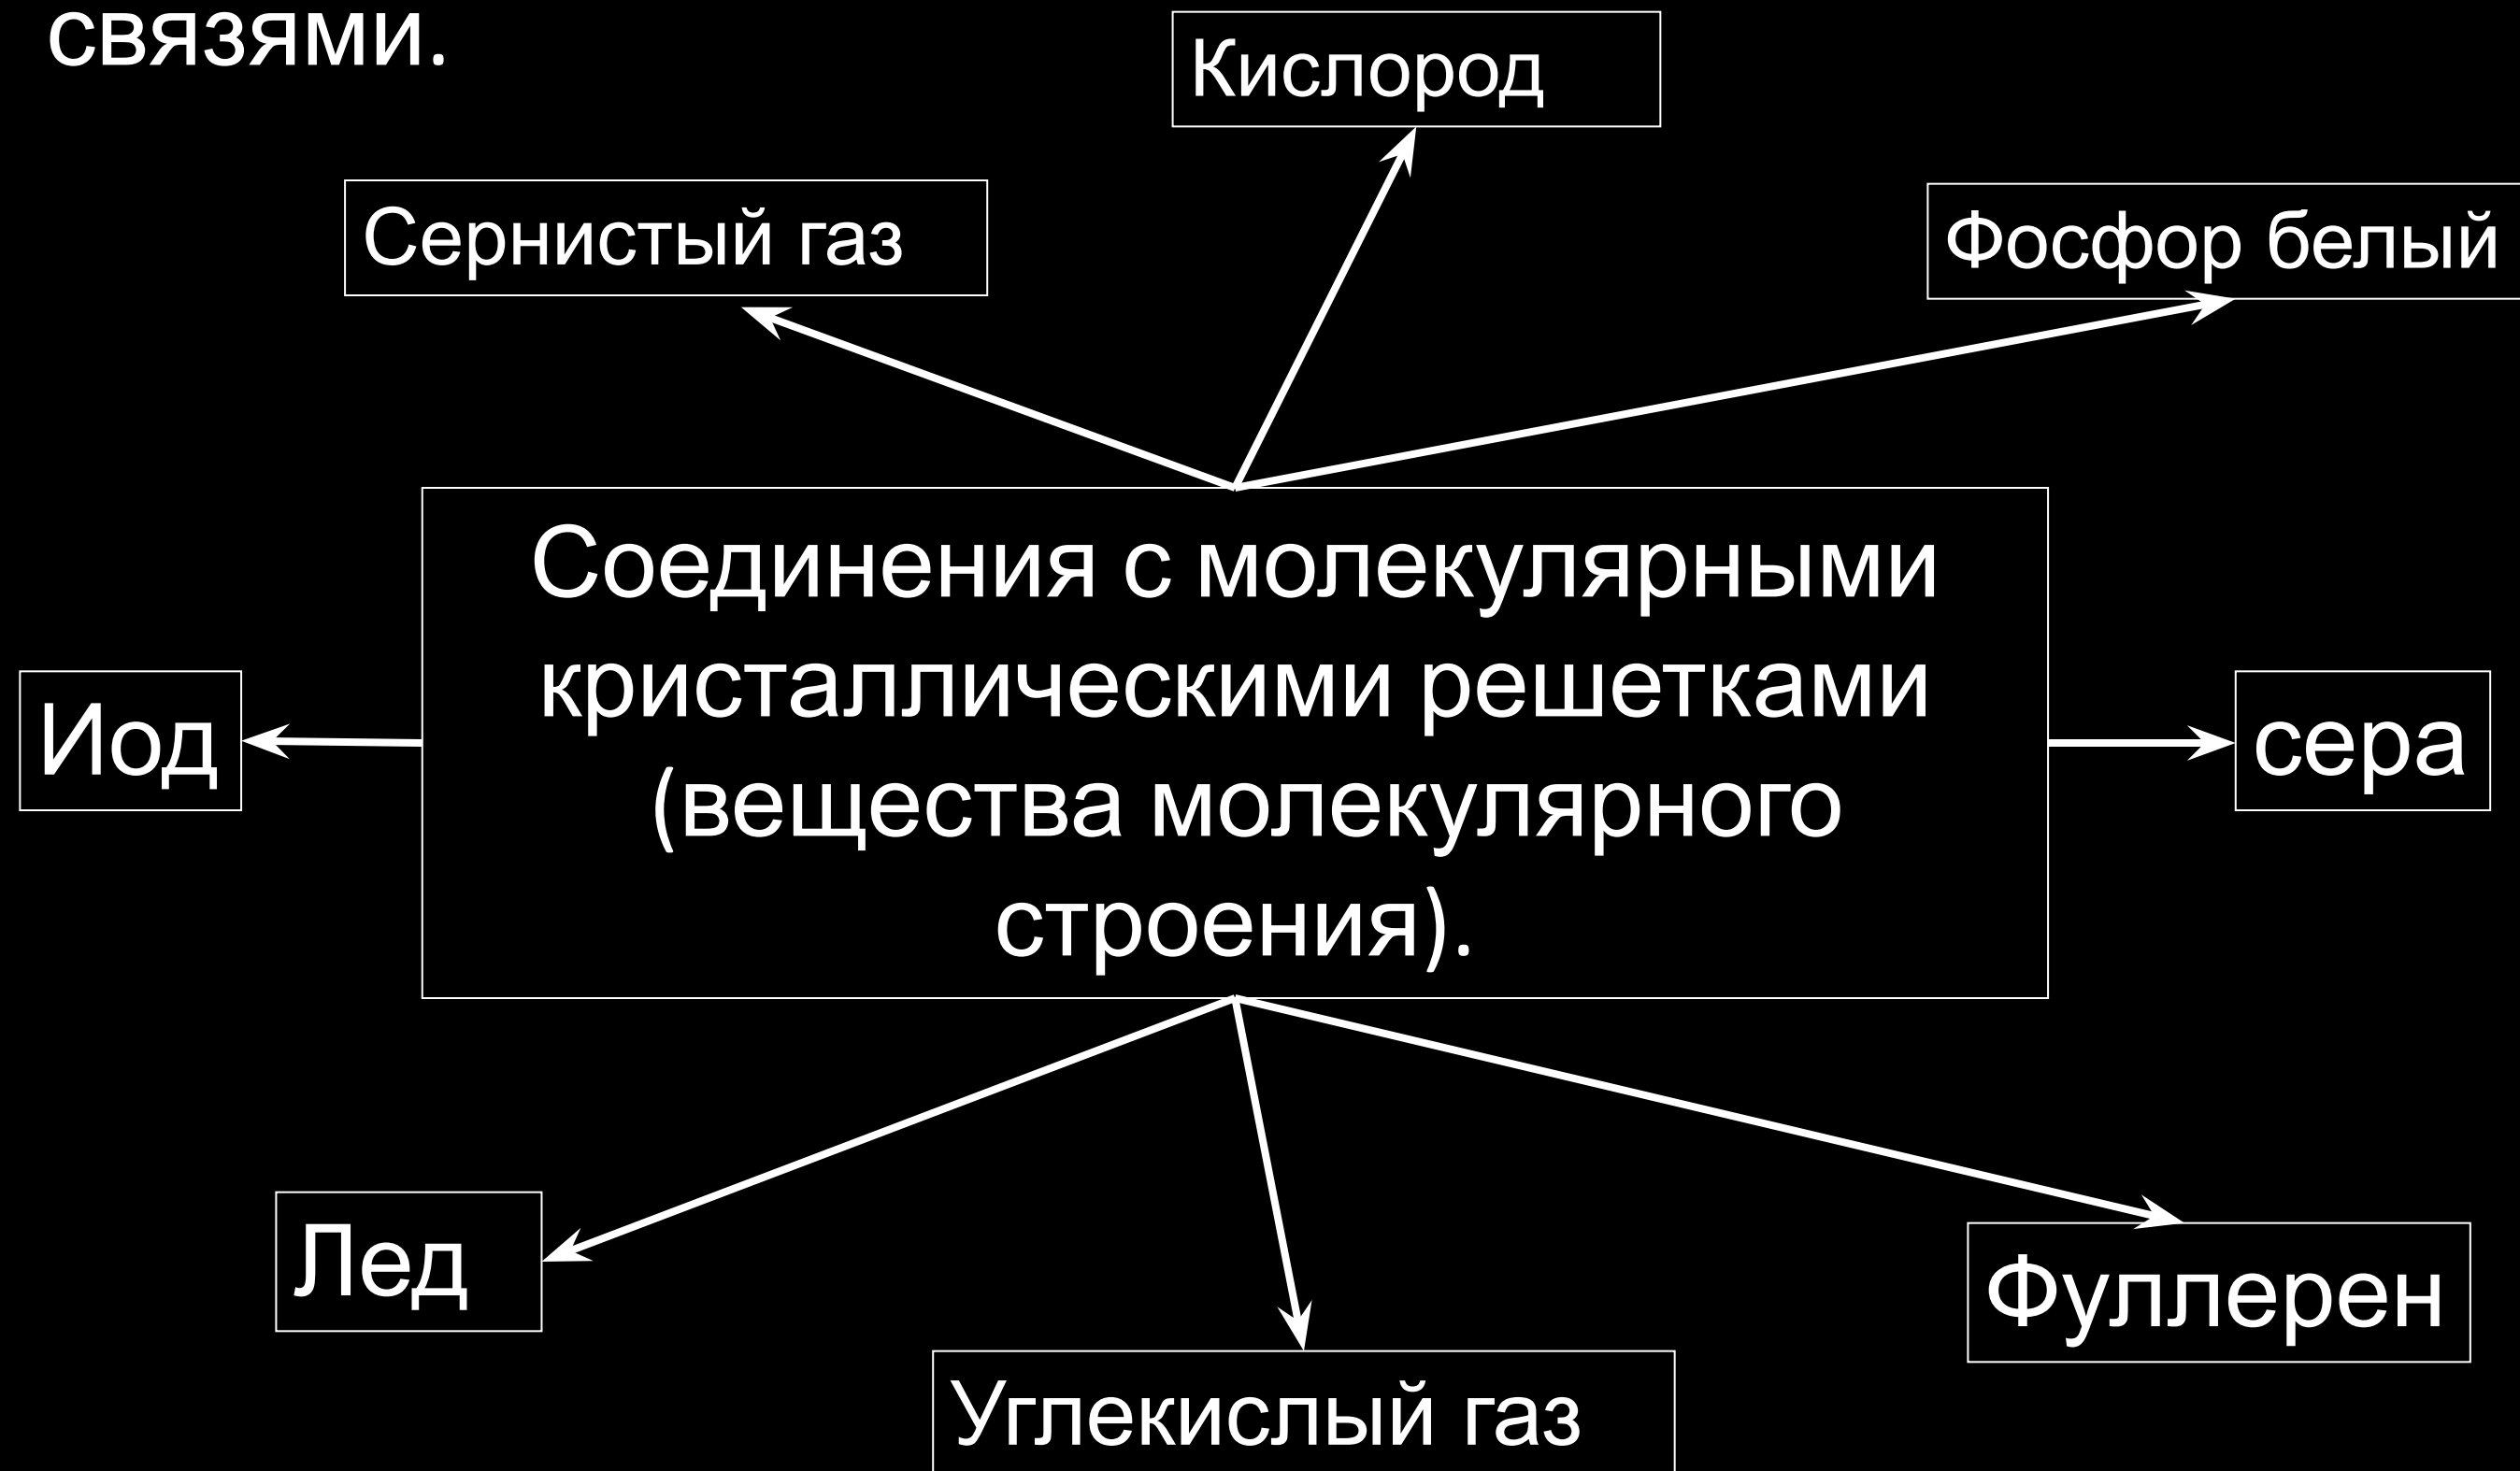 связями.
Кислород
Сернистый газ
Фосфор белый
Соединения с молекулярными
кристаллическими решетками
(вещества молекулярного
строения).
Иод
сера
Лед
Фуллерен
Углекислый газ